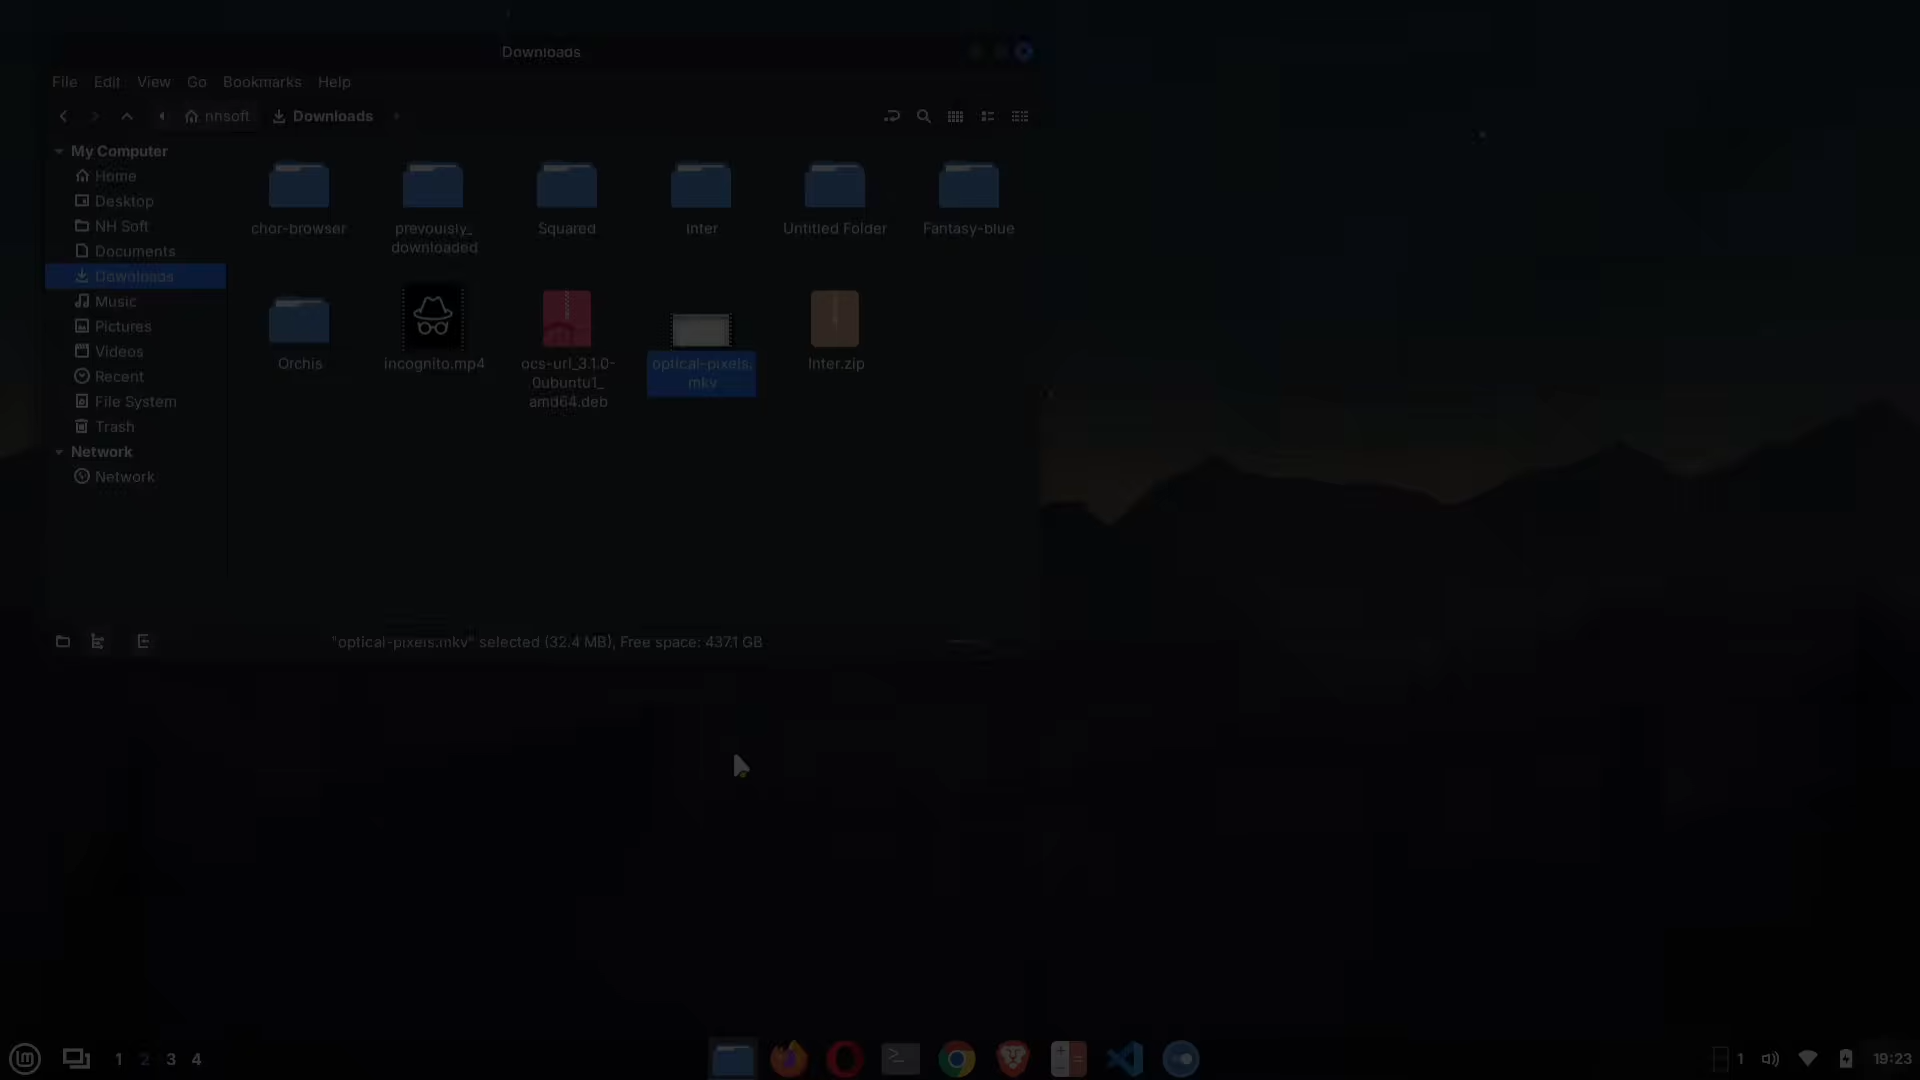 Downloads
File Edit View Go Bookmarks Help
nhsoft Downloads
My Computer
Home
Desktop
NH Soft
Documents
Downloads
Music
Pictures
Videos
Recent
File System
Trash
Network
Network
chor-browser
prevouisly_
downloaded
Squared
Inter
Untitled Folder
Fantasy-blue
Orchis
incognito.mp4
ocs-url_3.1.0-
0ubuntu1_
amd64.deb
optical-pixels.
mkv
Inter.zip
"optical-pixels.mkv" selected (32.4 MB), Free space: 437.1 GB
1 2 3 4
1 19:23